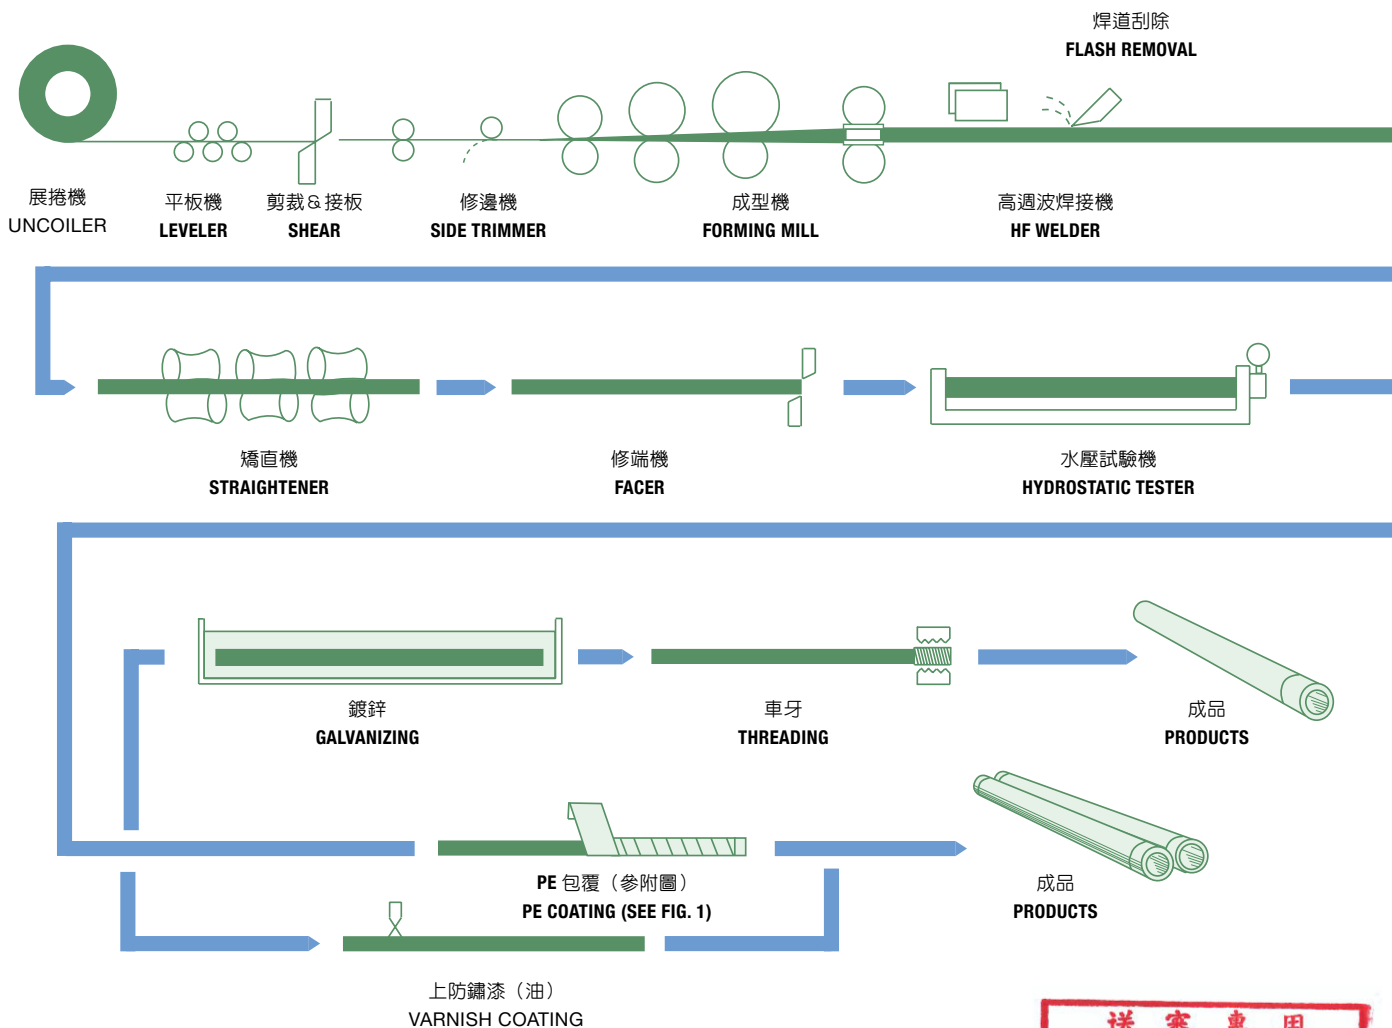 焊道刮除
FLASH REMOVAL
展捲機
UNCOILER
平板機
LEVELER
剪裁&接板
SHEAR
修邊機
SIDE TRIMMER
成型機
FORMING MILL
高週波焊接機
HF WELDER
矯直機
STRAIGHTENER
修端機
FACER
水壓試驗機
HYDROSTATIC TESTER
鍍鋅
GALVANIZING
車牙
THREADING
成品
PRODUCTS
PE 包覆（參附圖）
PE COATING (SEE FIG. 1)
成品
PRODUCTS
上防鏽漆（油）
VARNISH COATING
送審專用